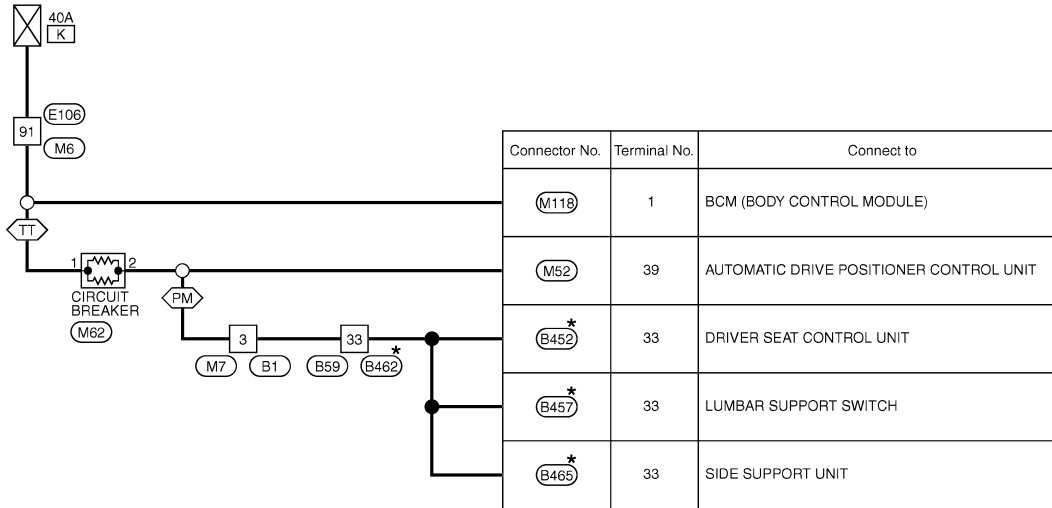 40A
K
91
E106
M6
TT
1 2
CIRCUIT
BREAKER
M62
PM
3
M7 B1
33
B59 B462*
Connector No. Terminal No. Connect to
M118 1 BCM (BODY CONTROL MODULE)
M52 39 AUTOMATIC DRIVE POSITIONER CONTROL UNIT
B452* 33 DRIVER SEAT CONTROL UNIT
B457* 33 LUMBAR SUPPORT SWITCH
B465* 33 SIDE SUPPORT UNIT